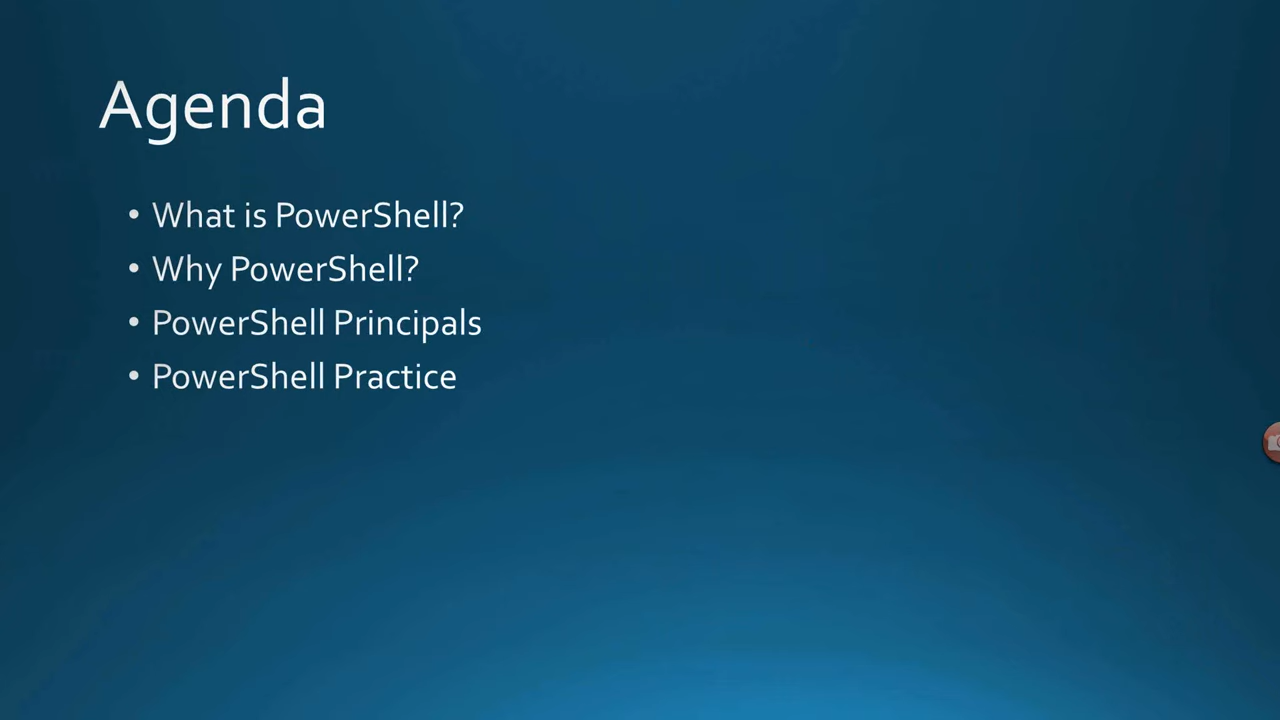 Agenda
• What is PowerShell?
• Why PowerShell?
• PowerShell Principals
• PowerShell Practice